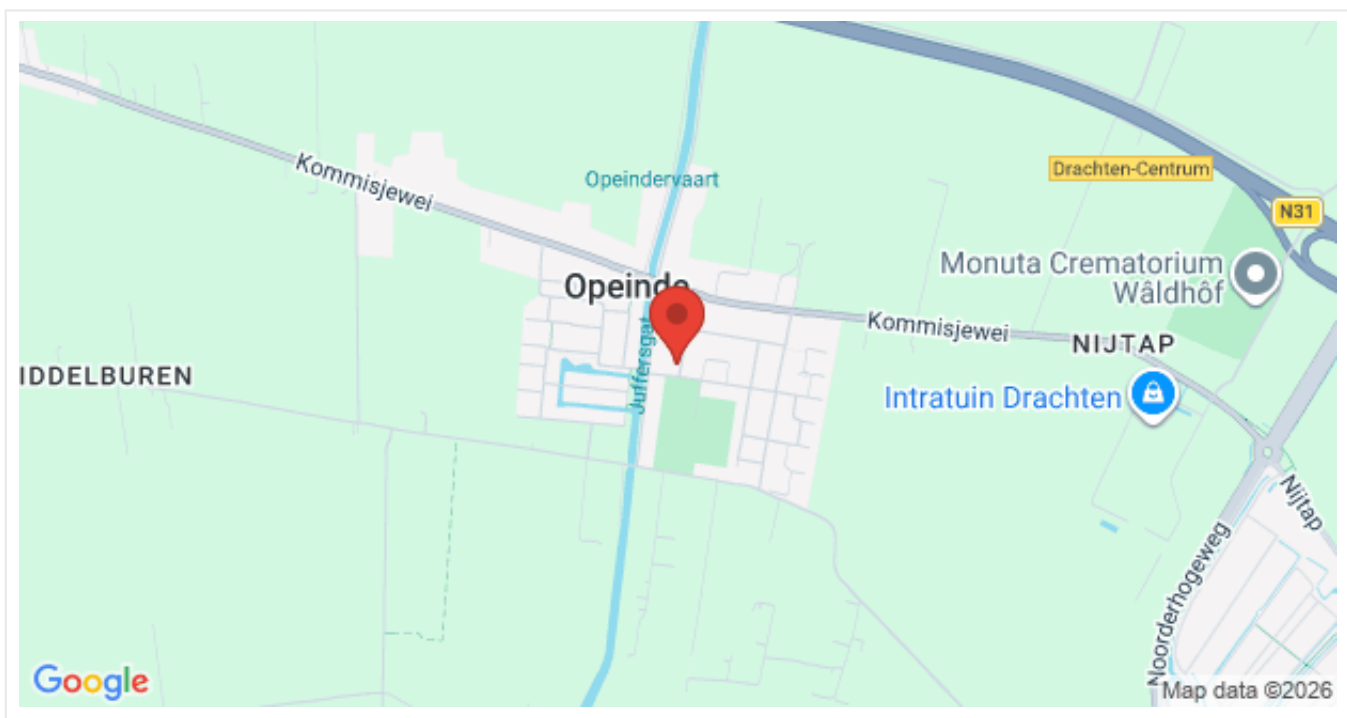 Kommisjewei
Opeindervaart
Drachten-Centrum
N31
Monuta Crematorium
Wâldhôf
Opeinde
Kommisjewei
NIJTAP
Juffersgat
IDDELBUREN
Intratuin Drachten
Nijtap
Noorderhogeweg
Google
Map data ©2026